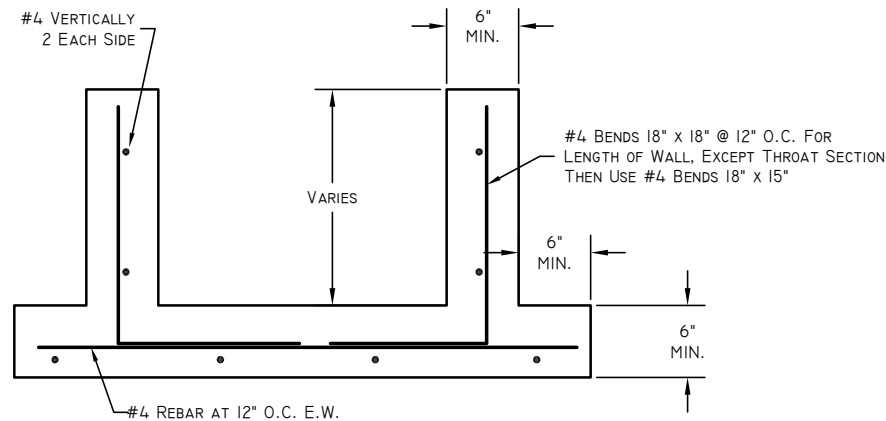 #4 VERTICALLY
2 EACH SIDE
6"
MIN.
#4 BENDS 18" X 18" @ 12" O.C. FOR
LENGTH OF WALL, EXCEPT THROAT SECTION
THEN USE #4 BENDS 18" X 15"
VARIES
6"
MIN.
6"
MIN.
#4 REBAR AT 12" O.C. E.W.